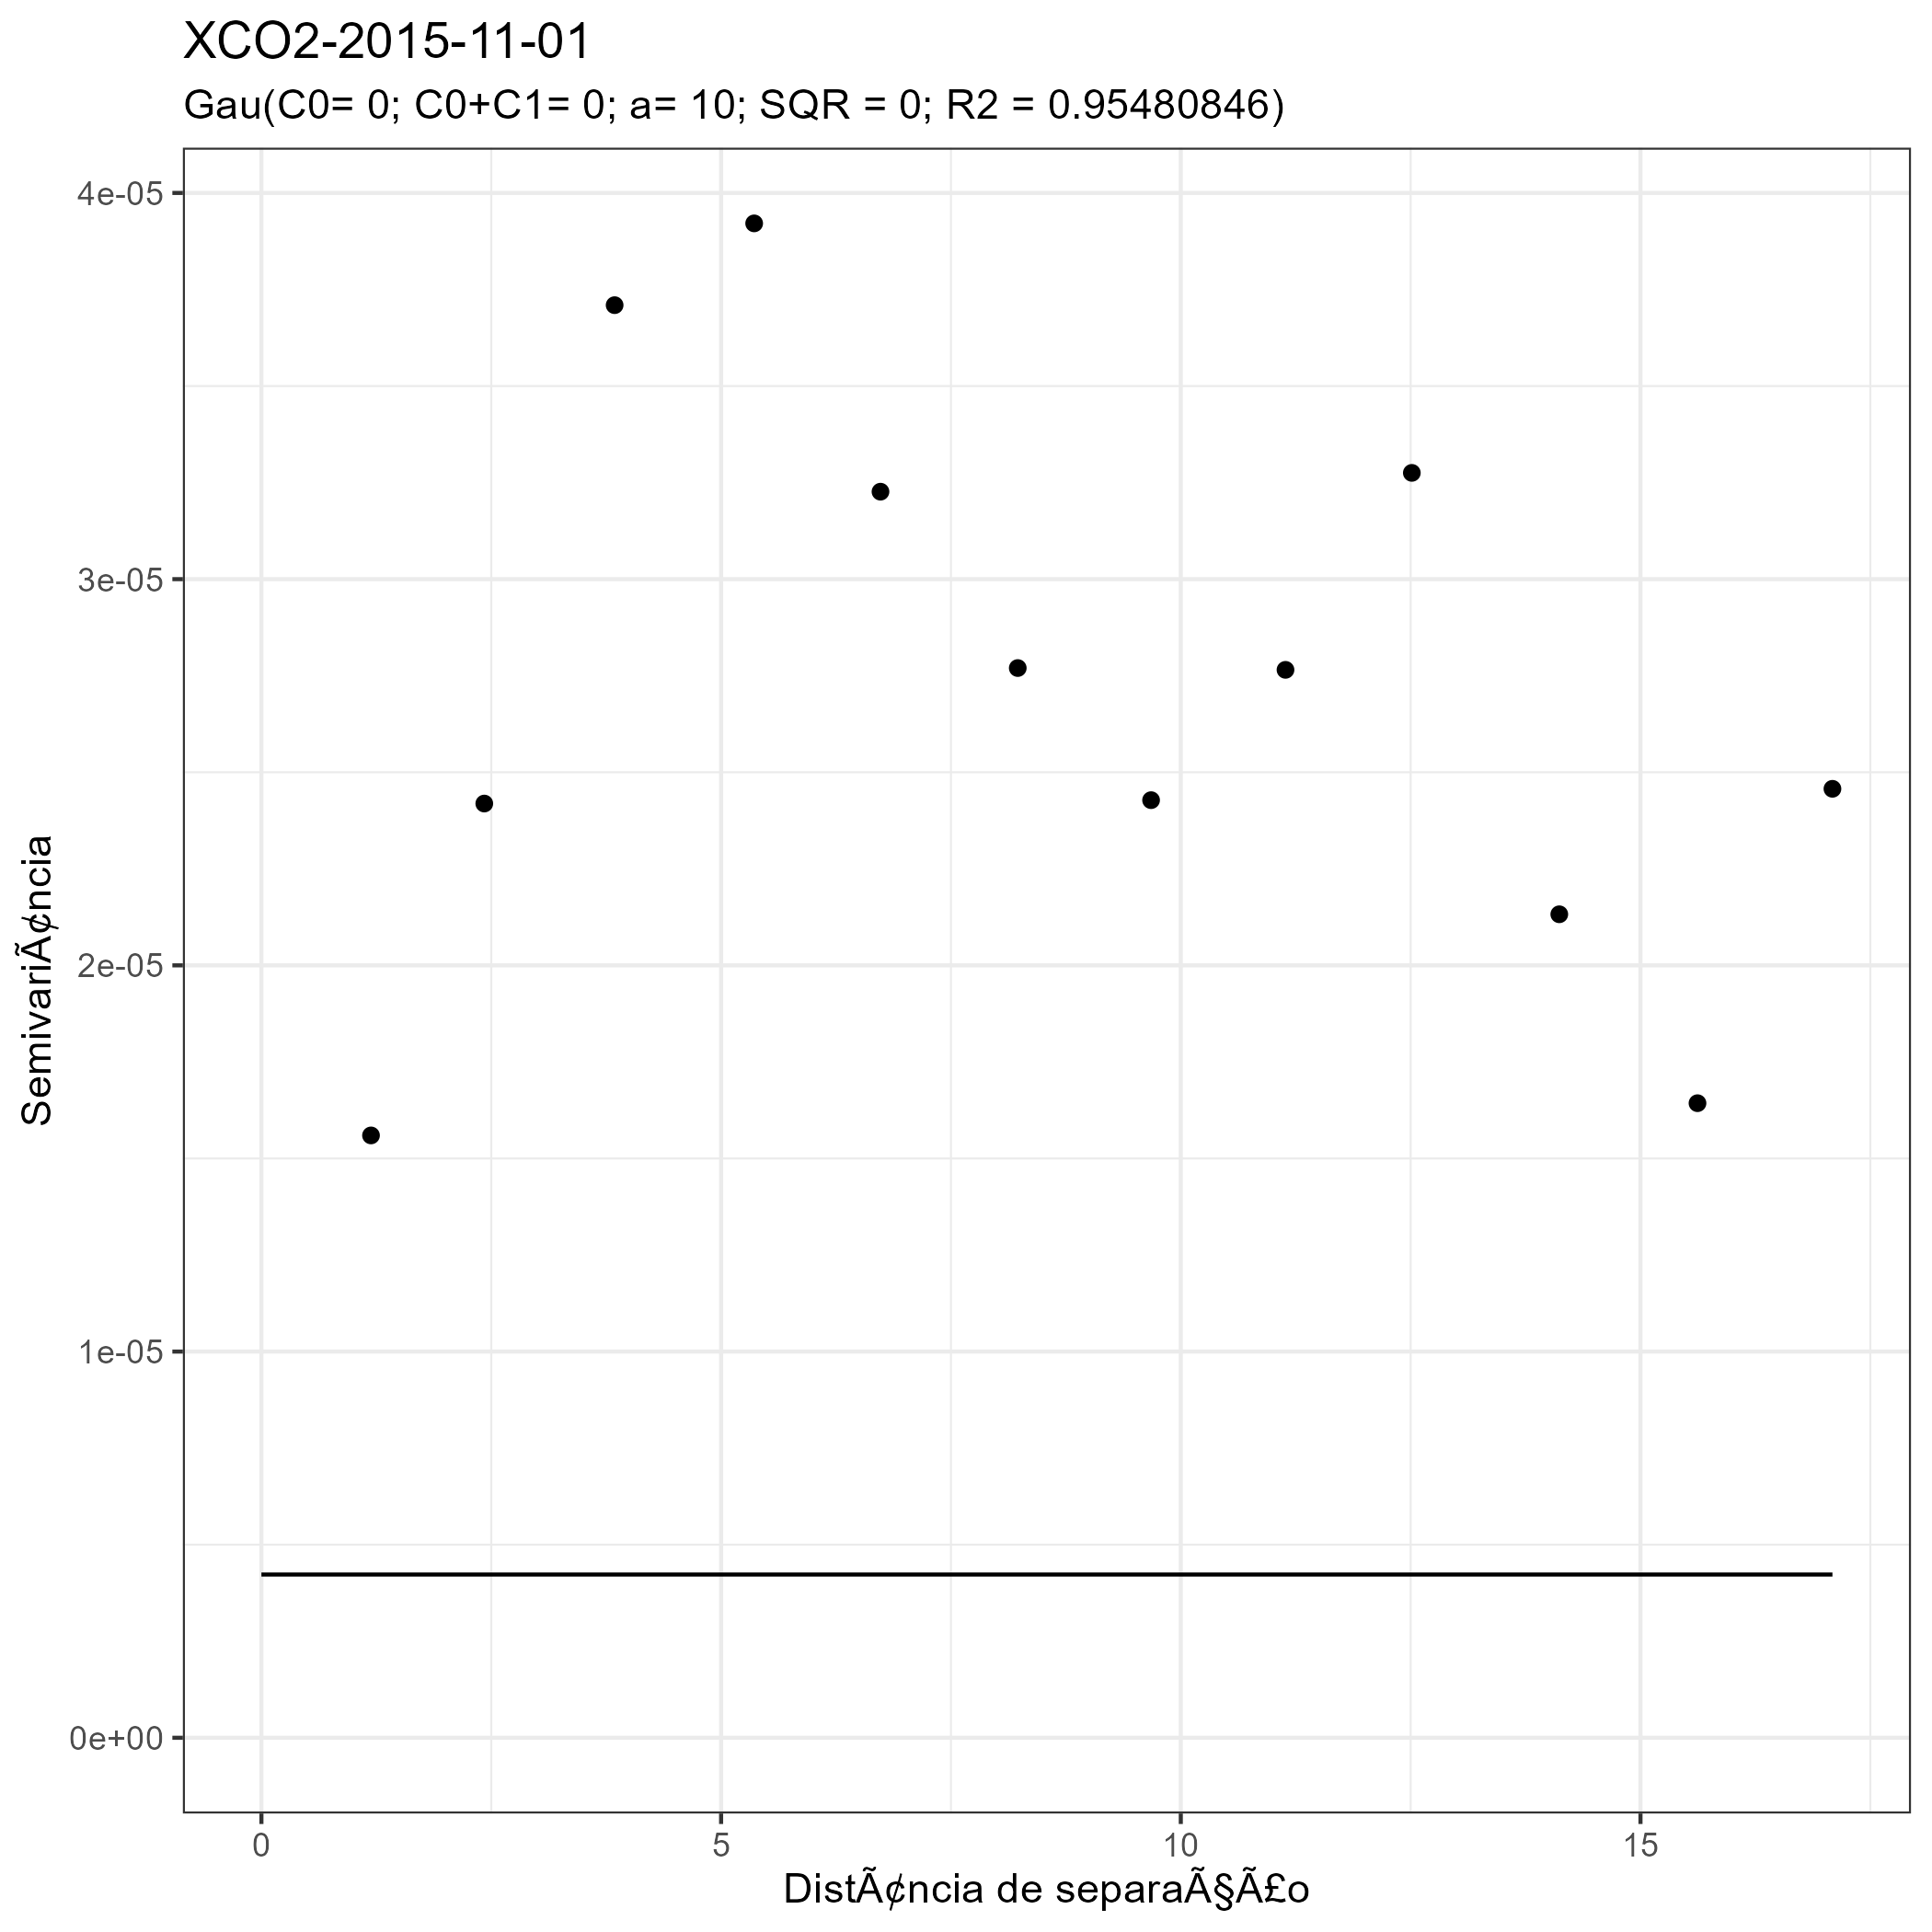 XCO2-2015-11-01
Gau(C0= 0; C0+C1= 0; a= 10; SQR = 0; R2 = 0.95480846)
4e-05
3e-05
2e-05
1e-05
0e+00
SemivariÃ¢ncia
0 5 10 15
DistÃ¢ncia de separaÃ§Ã£o